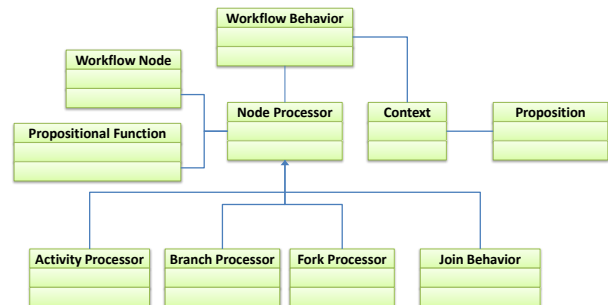 Workflow Behavior
Workflow Node
Node Processor
Context
Proposition
Propositional Function
Activity Processor
Branch Processor
Fork Processor
Join Behavior